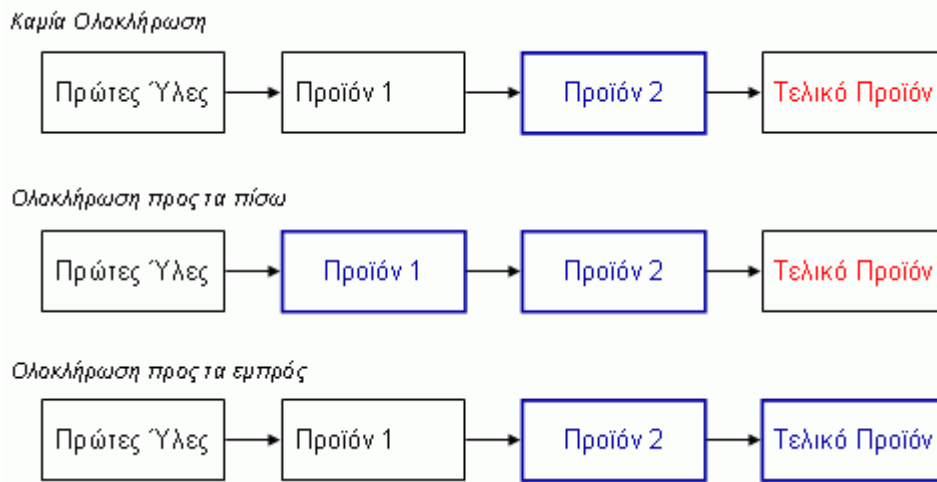 Καμία Ολοκλήρωση
Πρώτες Ύλες Προϊόν 1 Προϊόν 2 Τελικό Προϊόν
Ολοκλήρωση προς τα πίσω
Πρώτες Ύλες Προϊόν 1 Προϊόν 2 Τελικό Προϊόν
Ολοκλήρωση προς τα εμπρός
Πρώτες Ύλες Προϊόν 1 Προϊόν 2 Τελικό Προϊόν